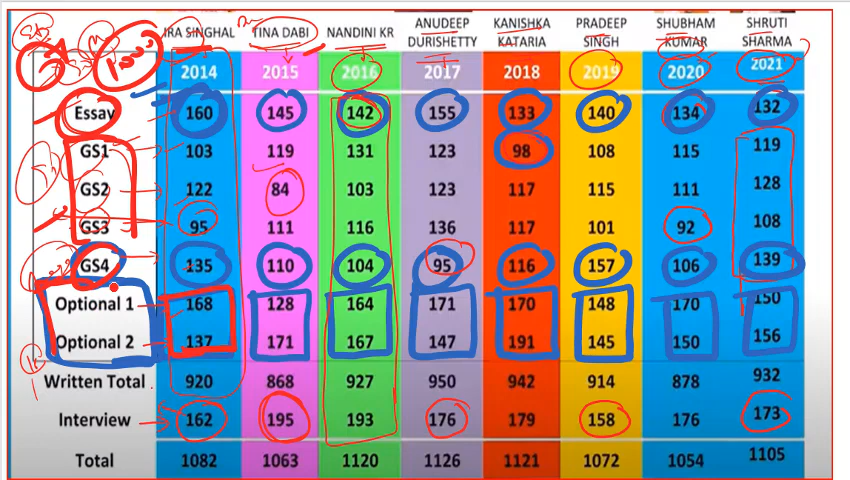 IRA SINGHAL TINA DABI NANDINI KR ANUDEEP DURISHETTY KANISHKA KATARIA PRADEEP SINGH SHUBHAM KUMAR SHRUTI SHARMA
2014 2015 2016 2017 2018 2019 2020 2021
Essay 160 145 142 155 133 140 134 132
GS1 103 119 131 123 98 108 115 119
GS2 122 84 103 123 117 115 111 128
GS3 95 111 116 136 117 101 92 108
GS4 135 110 104 95 116 157 106 139
Optional 1 168 128 164 171 170 148 170 150
Optional 2 137 171 167 147 191 145 150 156
Written Total 920 868 927 950 942 914 878 932
Interview 162 195 193 176 179 158 176 173
Total 1082 1063 1120 1126 1121 1072 1054 1105